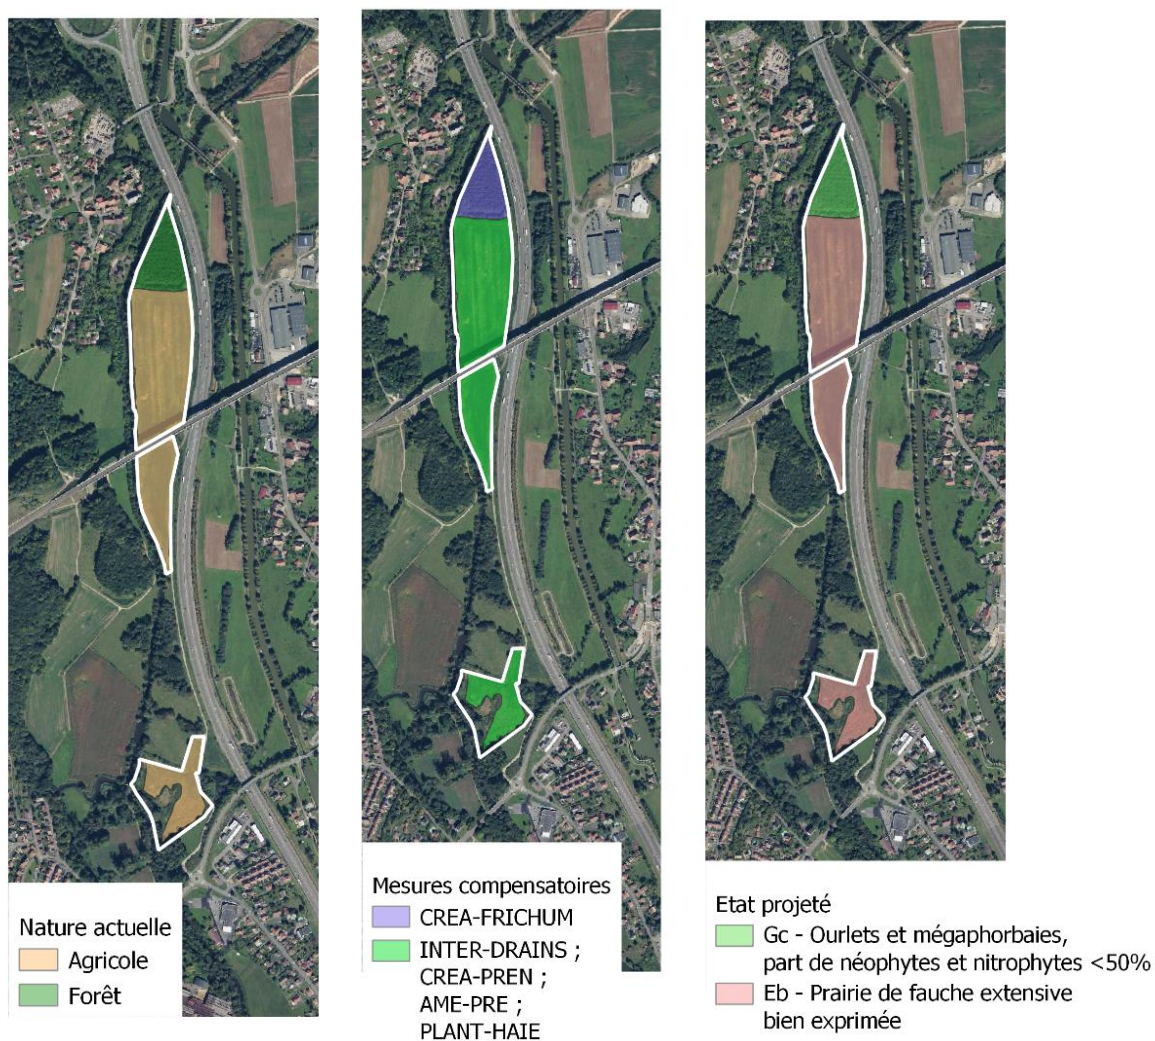 Nature actuelle
Agricole
Forêt
Mesures compensatoires
CREA-FRICHUM
INTER-DRAINS ;
CREA-PREN ;
AME-PRE ;
PLANT-HAIE
Etat projeté
Gc - Ourlets et mégaphorbaies,
part de néophytes et nitrophytes <50%
Eb - Prairie de fauche extensive
bien exprimée